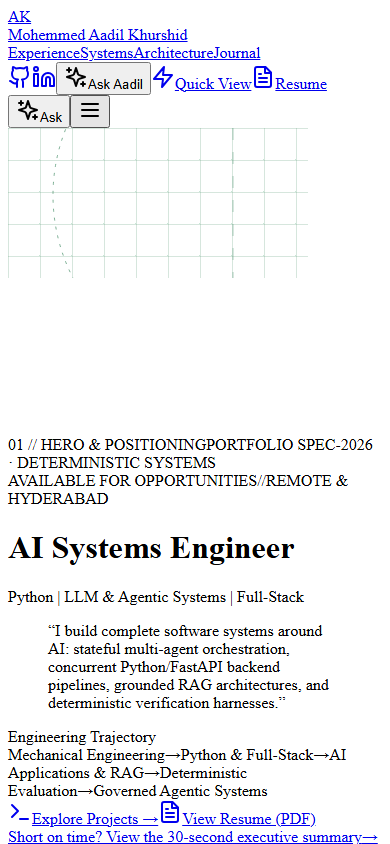 AK
Mohemmed Aadil Khurshid
ExperienceSystemsArchitectureJournal
Ask Aadil Quick View Resume
Ask
01 // HERO & POSITIONINGPORTFOLIO SPEC-2026
· DETERMINISTIC SYSTEMS
AVAILABLE FOR OPPORTUNITIES//REMOTE &
HYDERABAD
AI Systems Engineer
Python | LLM & Agentic Systems | Full-Stack
“I build complete software systems around
AI: stateful multi-agent orchestration,
concurrent Python/FastAPI backend
pipelines, grounded RAG architectures, and
deterministic verification harnesses.”
Engineering Trajectory
Mechanical Engineering→Python & Full-Stack→AI
Applications & RAG→Deterministic
Evaluation→Governed Agentic Systems
Explore Projects → View Resume (PDF)
Short on time? View the 30-second executive summary→